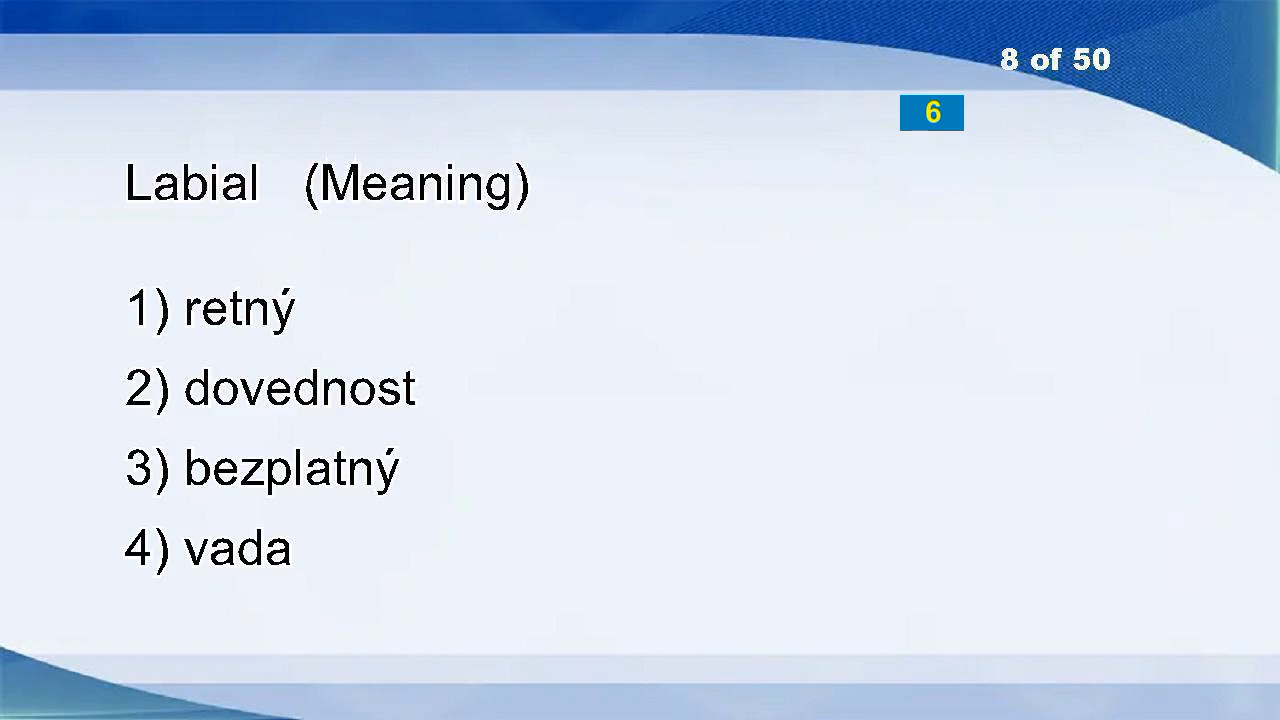 8 of 50
6
Labial (Meaning)
1) retný
2) dovednost
3) bezplatný
4) vada